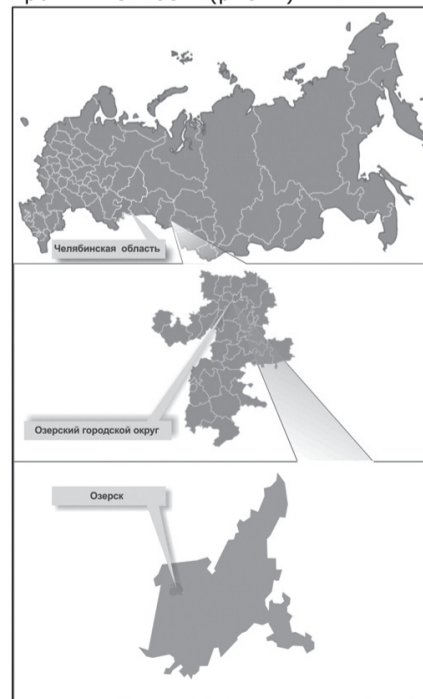 Челябинская область
Озерский городской округ
Озерск